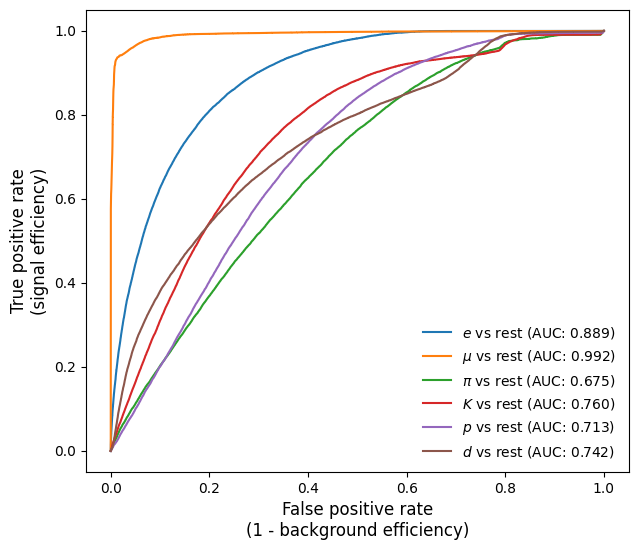 1.0
0.8
0.6
0.4
0.2
0.0
True positive rate
(signal efficiency)
e vs rest (AUC: 0.889)
μ vs rest (AUC: 0.992)
π vs rest (AUC: 0.675)
K vs rest (AUC: 0.760)
p vs rest (AUC: 0.713)
d vs rest (AUC: 0.742)
0.0 0.2 0.4 0.6 0.8 1.0
False positive rate
(1 - background efficiency)